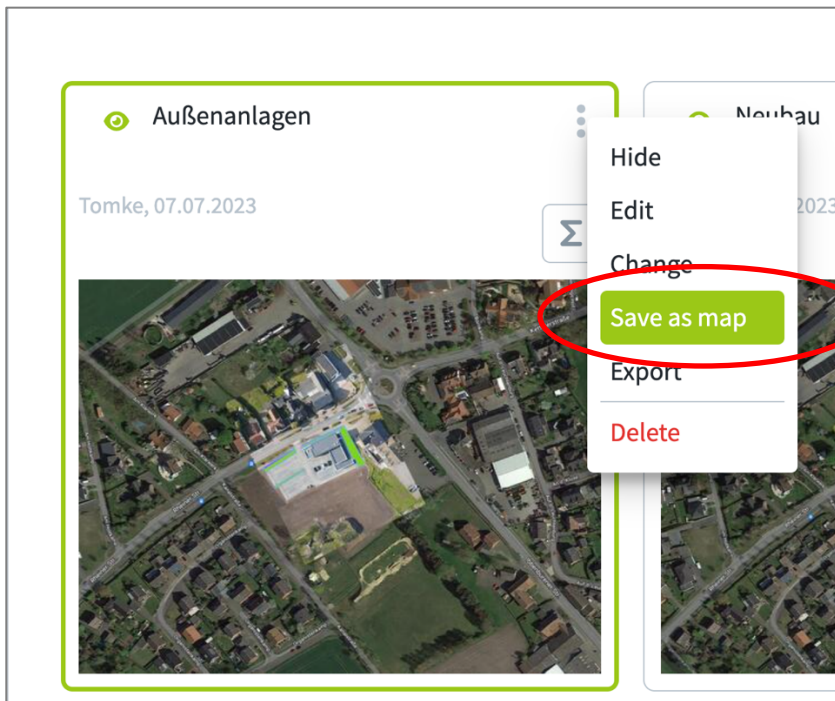 Außenanlagen
Neubau
Hide
Tomke, 07.07.2023
Edit
2023
Σ
Change
Save as map
Export
Delete